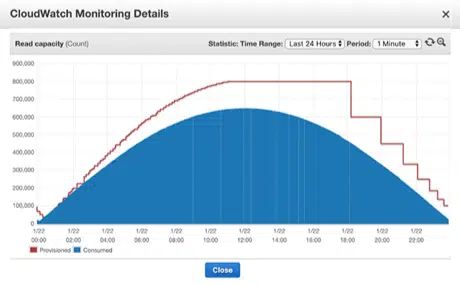 CloudWatch Monitoring Details ×
Read capacity (Count) Statistic: Time Range: Last 24 Hours Period: 1 Minute
900,000
800,000
700,000
600,000
500,000
400,000
300,000
200,000
100,000
0
1/22 1/22 1/22 1/22 1/22 1/22 1/22 1/22 1/22 1/22 1/22 1/22
00:00 02:00 04:00 06:00 08:00 10:00 12:00 14:00 16:00 18:00 20:00 22:00
Provisioned Consumed
Close